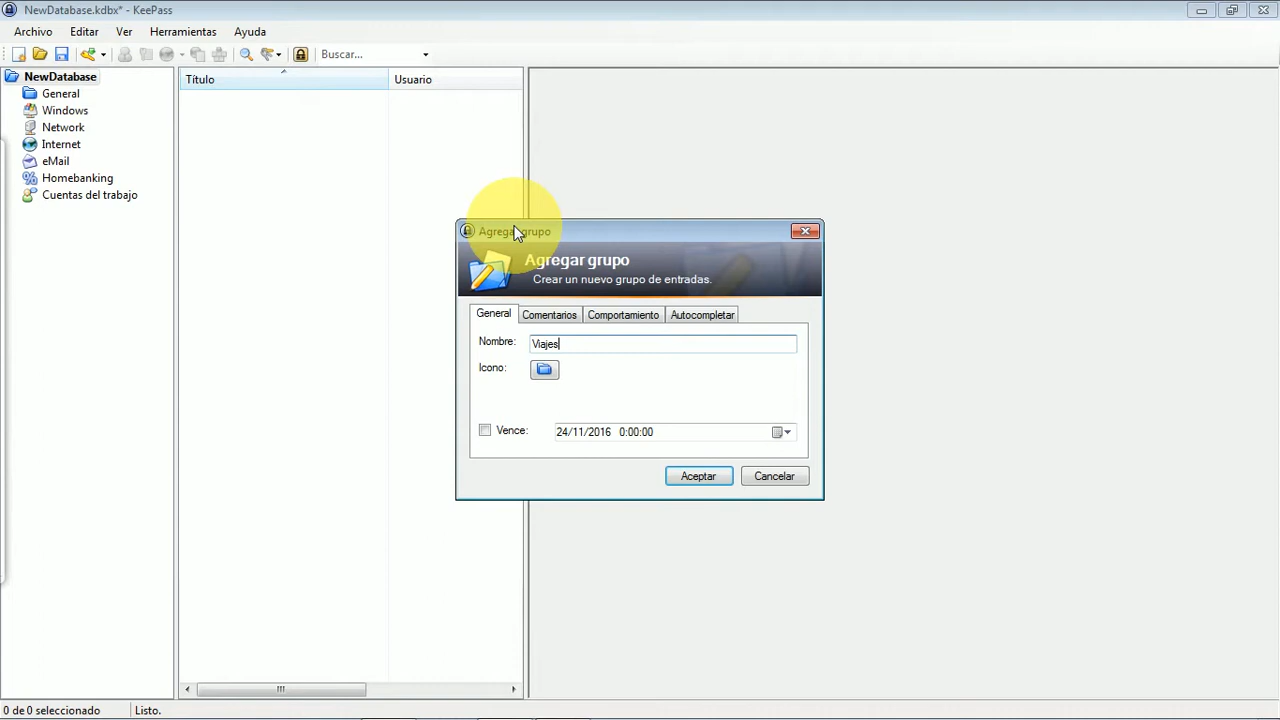 NewDatabase.kdbx* - KeePass
Archivo Editar Ver Herramientas Ayuda
Buscar...
NewDatabase
General
Windows
Network
Internet
eMail
Homebanking
Cuentas del trabajo
Título Usuario
Agregar grupo
Agregar grupo
Crear un nuevo grupo de entradas.
General Comentarios Comportamiento Autocompletar
Nombre: Viajes
Icono:
Vence: 24/11/2016 0:00:00
Aceptar Cancelar
0 de 0 seleccionado Listo.